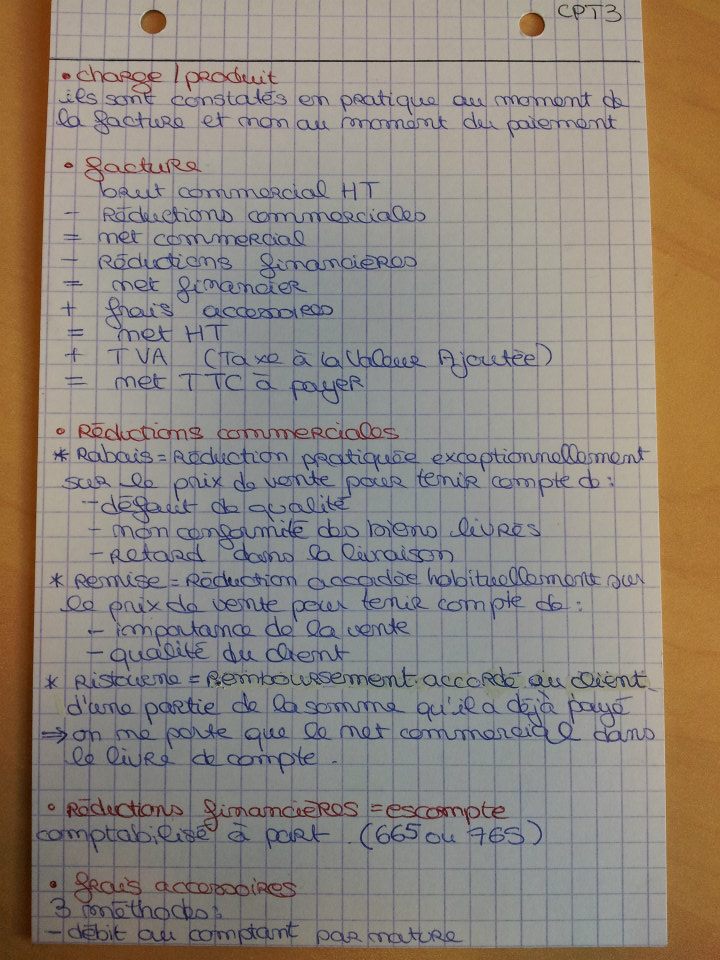 CPT3
• charge / produit
ils sont constatés en pratique au moment de
la facture et non au moment du paiement
• facture
brut commercial HT
- Réductions commerciales
= net commercial
- Réductions financières
= net financier
+ frais accessoires
= net HT
+ TVA (Taxe à la Valeur Ajoutée)
= net TTC à payer
• Réductions commerciales
* Rabais = Réduction pratiquée exceptionnellement
sur le prix de vente pour tenir compte de :
- défaut de qualité
- non conformité des biens livrés
- retard dans la livraison
* Remise = Réduction accordée habituellement sur
le prix de vente pour tenir compte de :
- importance de la vente
- qualité du client
* Ristourne = Remboursement accordé au client
d'une partie de la somme qu'il a déjà payé
⇒ on ne porte que le net commercial dans
le livre de compte.
• Réductions financières = escompte
comptabilisé à part. (665 ou 765)
• frais accessoires
3 méthodes :
- débit au comptant par nature